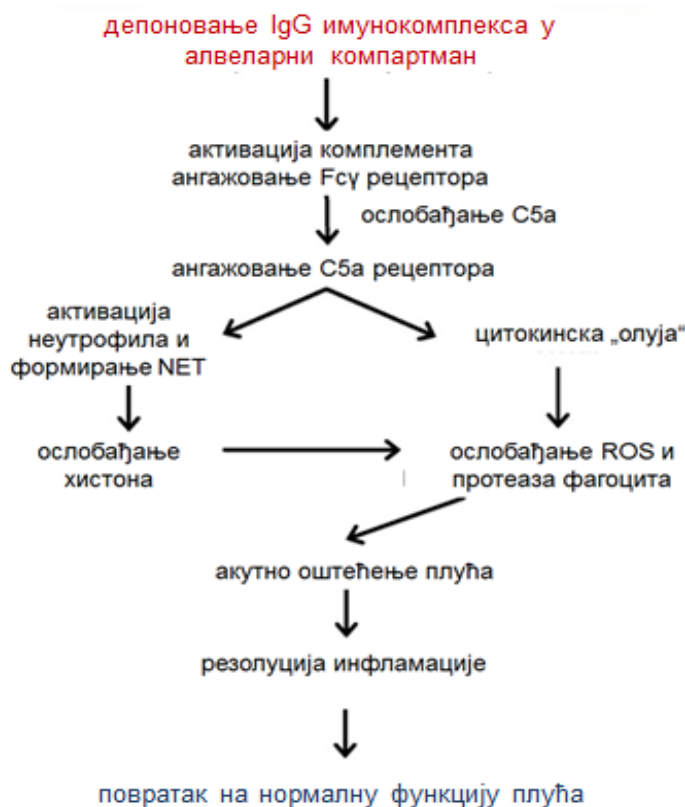 депоновање IgG имунокомплекса у
алвеларни компартман
активација комплемента
ангажовање Fcγ рецептора
ослобађање C5a
ангажовање C5a рецептора
активација
неутрофила и
формирање NET
цитокинска „олуја“
ослобађање
хистона
ослобађање ROS и
протеаза фагоцита
акутно оштећење плућа
резолуција инфламације
повратак на нормалну функцију плућа